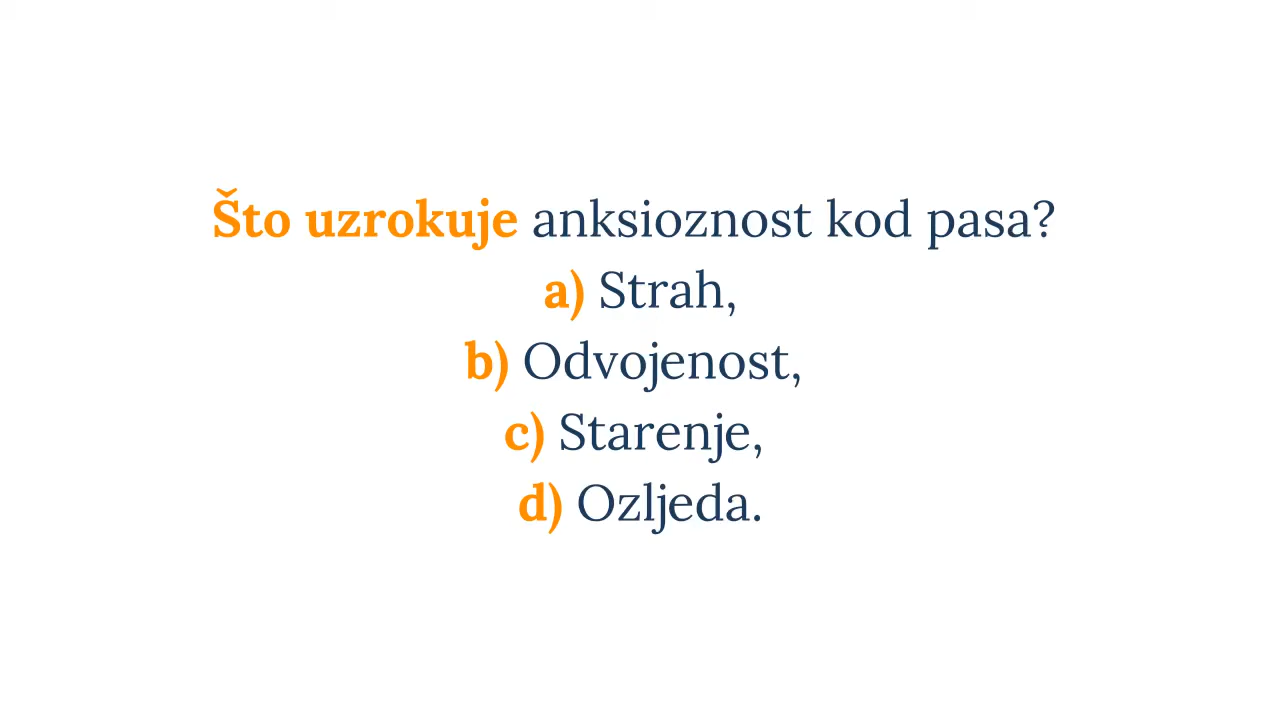 Što uzrokuje anksioznost kod pasa?
a) Strah,
b) Odvojenost,
c) Starenje,
d) Ozljeda.